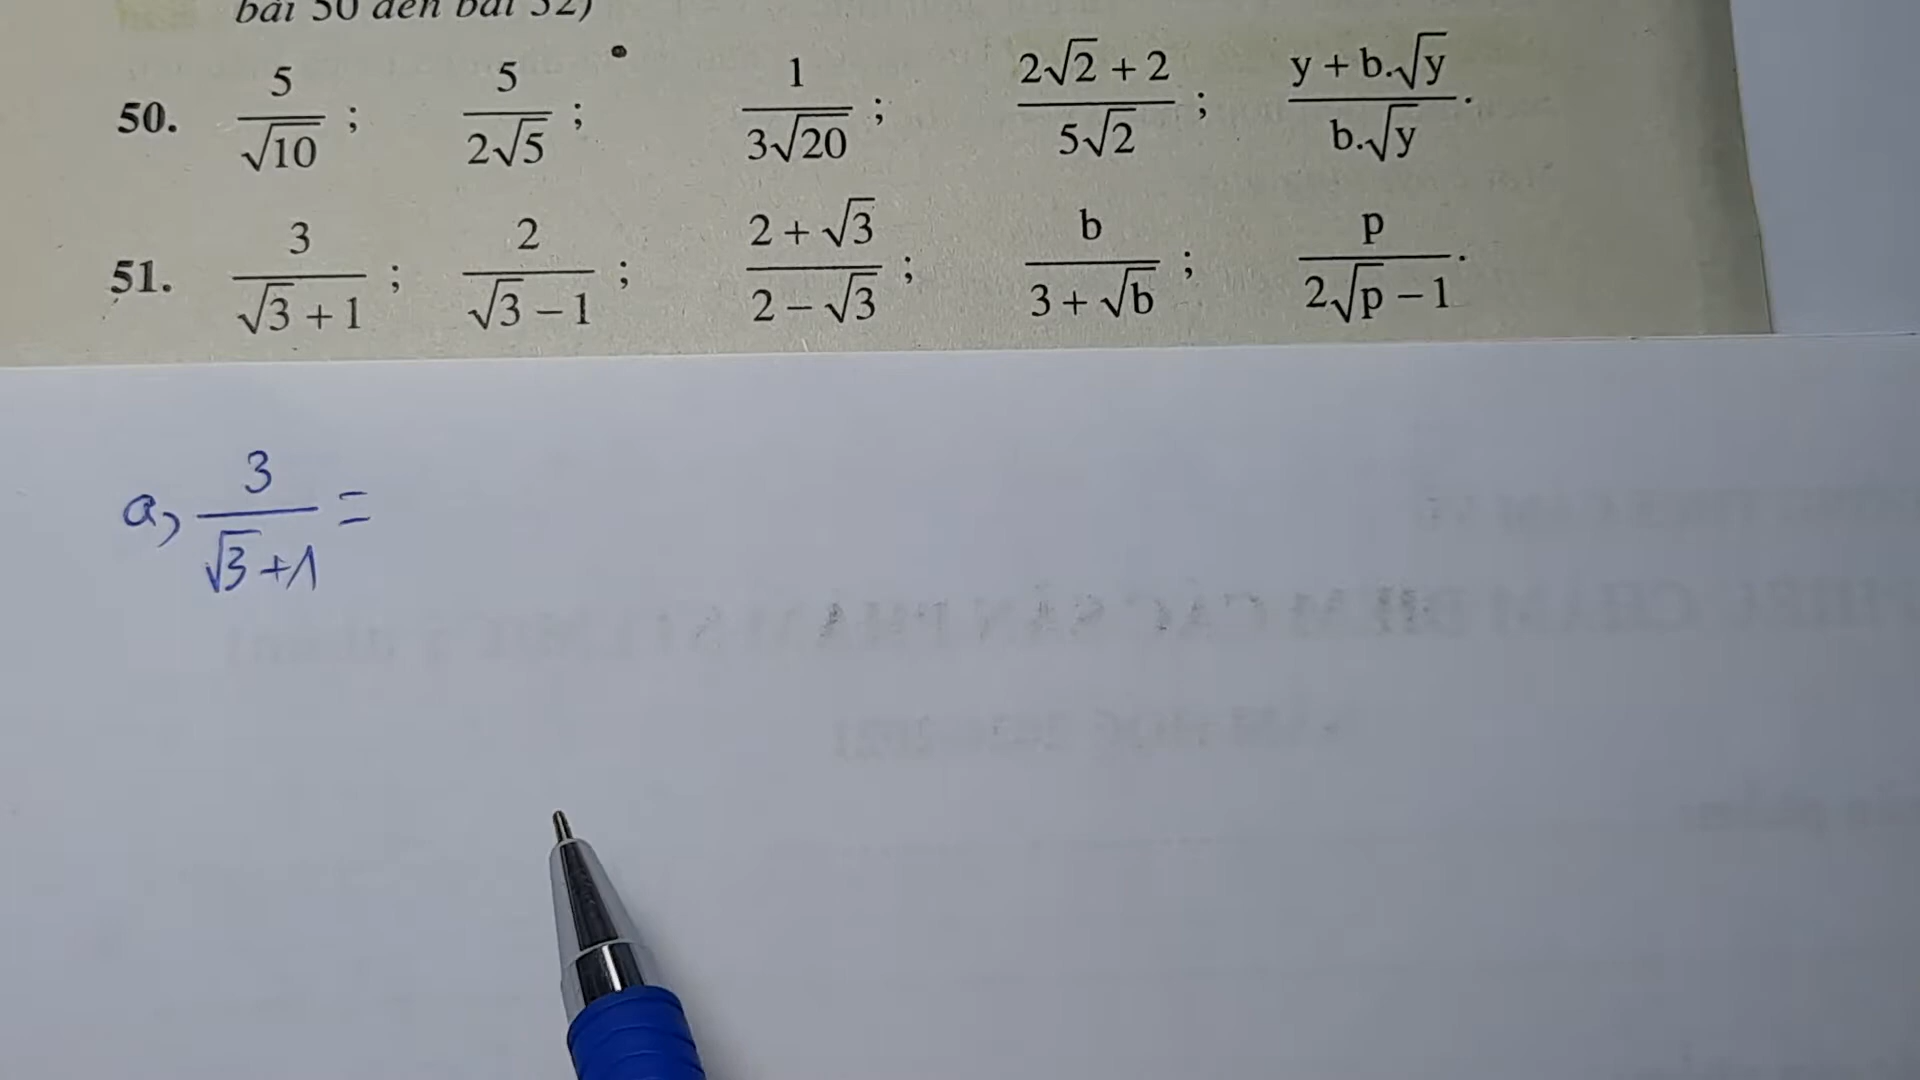 bài 50 đến bài 52)
50. 5/√10 ; 5/(2√5) ; 1/(3√20) ; (2√2 + 2)/(5√2) ; (y + b.√y)/(b.√y) .
51. 3/(√3 + 1) ; 2/(√3 − 1) ; (2 + √3)/(2 − √3) ; b/(3 + √b) ; p/(2√p − 1) .
a, 3/(√3+1) =